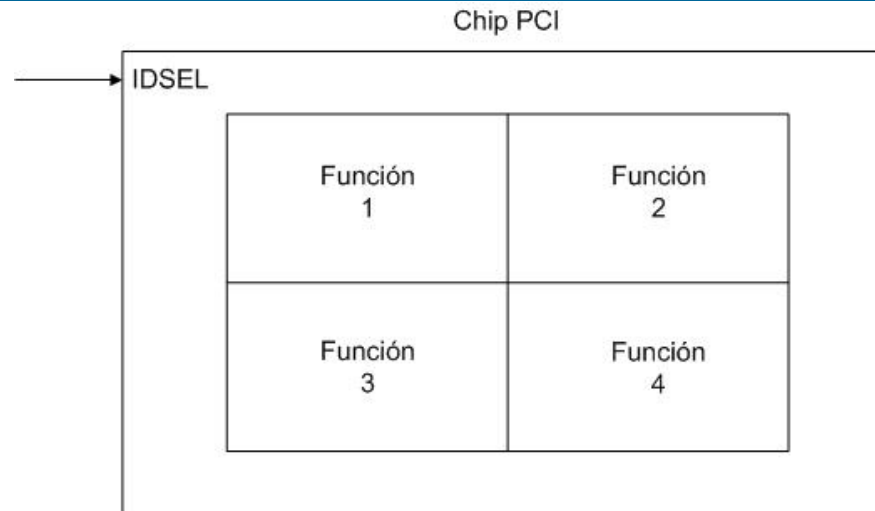 Chip PCI
IDSEL
Función
1
Función
2
Función
3
Función
4